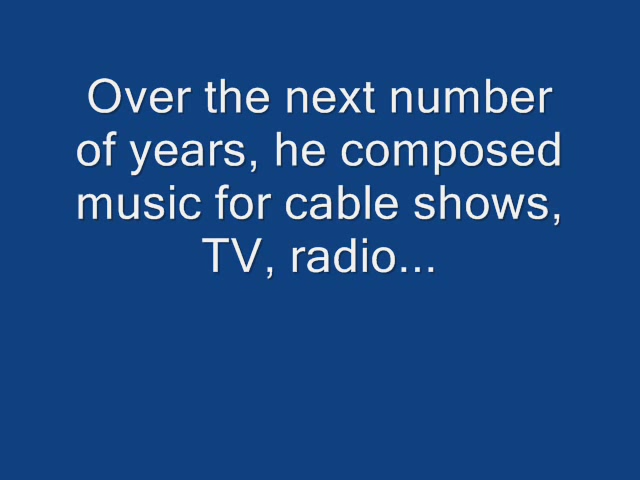 Over the next number
of years, he composed
music for cable shows,
TV, radio...